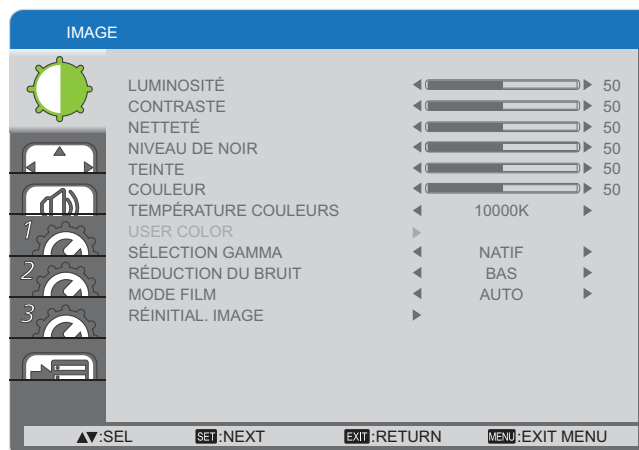 IMAGE
LUMINOSITÉ 50
CONTRASTE 50
NETTETÉ 50
NIVEAU DE NOIR 50
TEINTE 50
COULEUR 50
TEMPÉRATURE COULEURS 10000K
USER COLOR
SÉLECTION GAMMA NATIF
RÉDUCTION DU BRUIT BAS
MODE FILM AUTO
RÉINITIAL. IMAGE
1
2
3
:SEL SET:NEXT EXIT:RETURN MENU:EXIT MENU